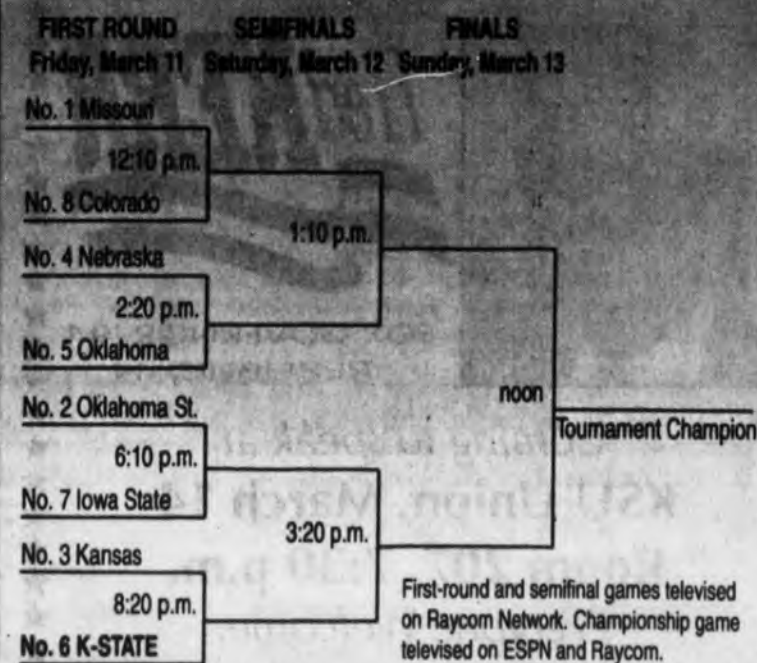 FIRST ROUND SEMIFINALS FINALS
Friday, March 11 Saturday, March 12 Sunday, March 13
No. 1 Missouri
12:10 p.m.
No. 8 Colorado
1:10 p.m.
No. 4 Nebraska
2:20 p.m.
No. 5 Oklahoma
noon
Tournament Champion
No. 2 Oklahoma St.
6:10 p.m.
No. 7 Iowa State
3:20 p.m.
No. 3 Kansas
8:20 p.m.
No. 6 K-STATE
First-round and semifinal games televised
on Raycom Network. Championship game
televised on ESPN and Raycom.